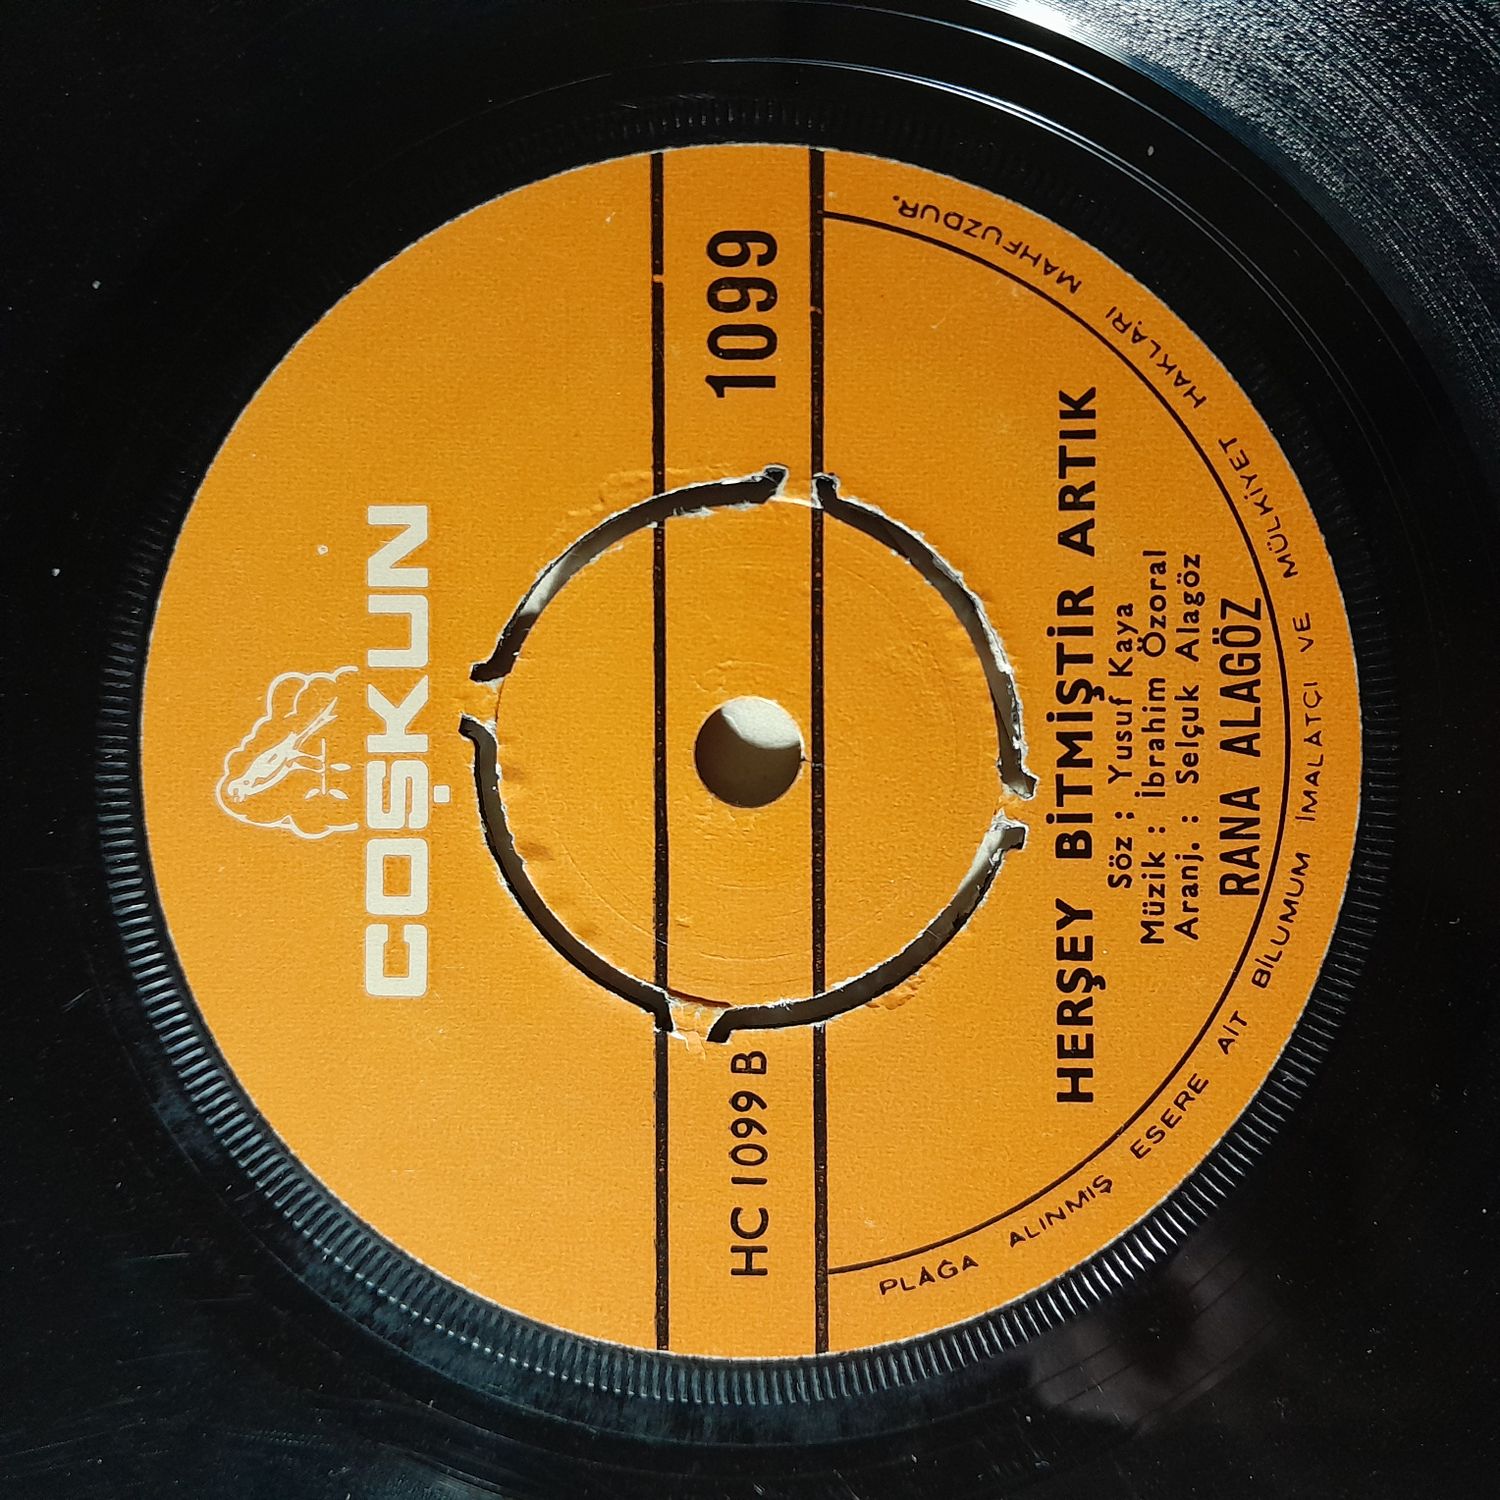 COŞKUN
HC 1099 B
1099
HERŞEY BİTMİŞTİR ARTIK
Söz : Yusuf Kaya
Müzik : İbrahim Özoral
Aranj. : Selçuk Alagöz
RANA ALAGÖZ
PLAĞA ALINMIŞ ESERE AİT BİLUMUM İMALATÇI VE MÜLKİYET HAKLARI MAHFUZDUR.